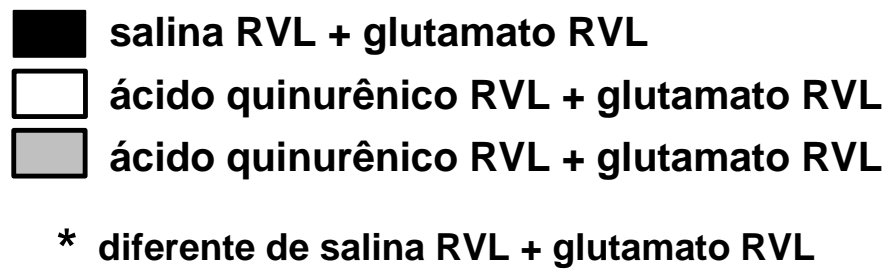 salina RVL + glutamato RVL
ácido quinurênico RVL + glutamato RVL
ácido quinurênico RVL + glutamato RVL
* diferente de salina RVL + glutamato RVL